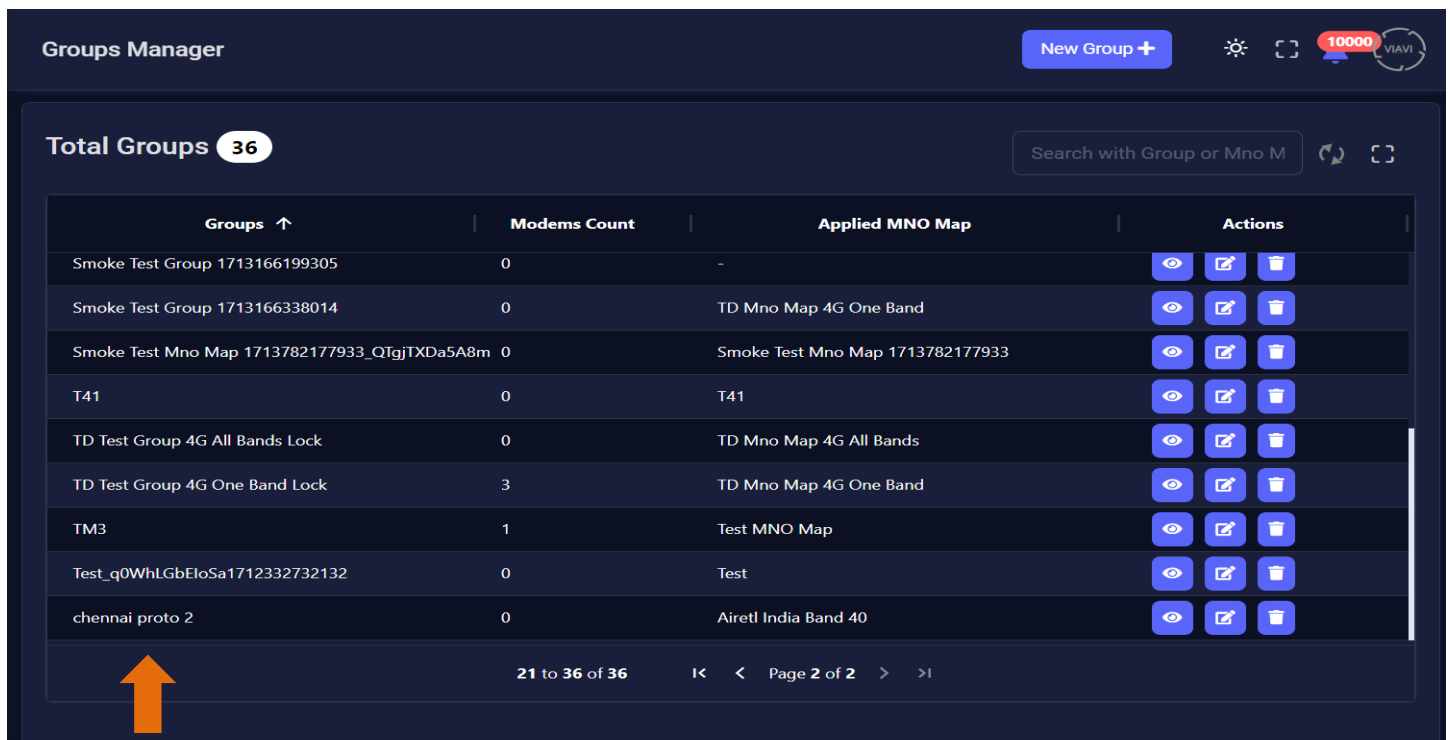 Groups Manager
New Group +
10000
VIAVI
Total Groups 36
Search with Group or Mno M
Groups ↑ Modems Count Applied MNO Map Actions
Smoke Test Group 1713166199305 0 -
Smoke Test Group 1713166338014 0 TD Mno Map 4G One Band
Smoke Test Mno Map 1713782177933_QTgjTXDa5A8m 0 Smoke Test Mno Map 1713782177933
T41 0 T41
TD Test Group 4G All Bands Lock 0 TD Mno Map 4G All Bands
TD Test Group 4G One Band Lock 3 TD Mno Map 4G One Band
TM3 1 Test MNO Map
Test_q0WhLGbEIoSa1712332732132 0 Test
chennai proto 2 0 Airetl India Band 40
21 to 36 of 36 Page 2 of 2